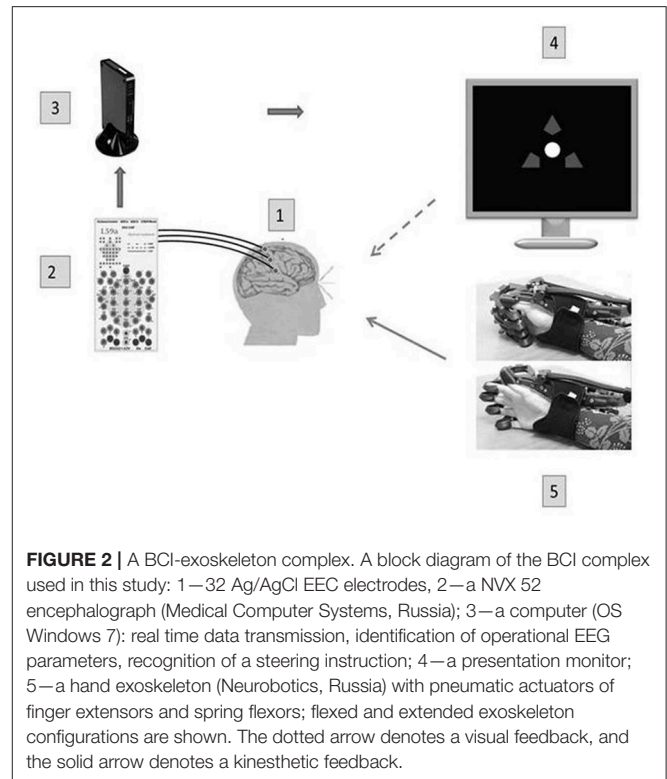 4
3
1
L59a
2
5
FIGURE 2 | A BCI-exoskeleton complex. A block diagram of the BCI complex
used in this study: 1—32 Ag/AgCl EEC electrodes, 2—a NVX 52
encephalograph (Medical Computer Systems, Russia); 3—a computer (OS
Windows 7): real time data transmission, identification of operational EEG
parameters, recognition of a steering instruction; 4—a presentation monitor;
5—a hand exoskeleton (Neurobotics, Russia) with pneumatic actuators of
finger extensors and spring flexors; flexed and extended exoskeleton
configurations are shown. The dotted arrow denotes a visual feedback, and
the solid arrow denotes a kinesthetic feedback.